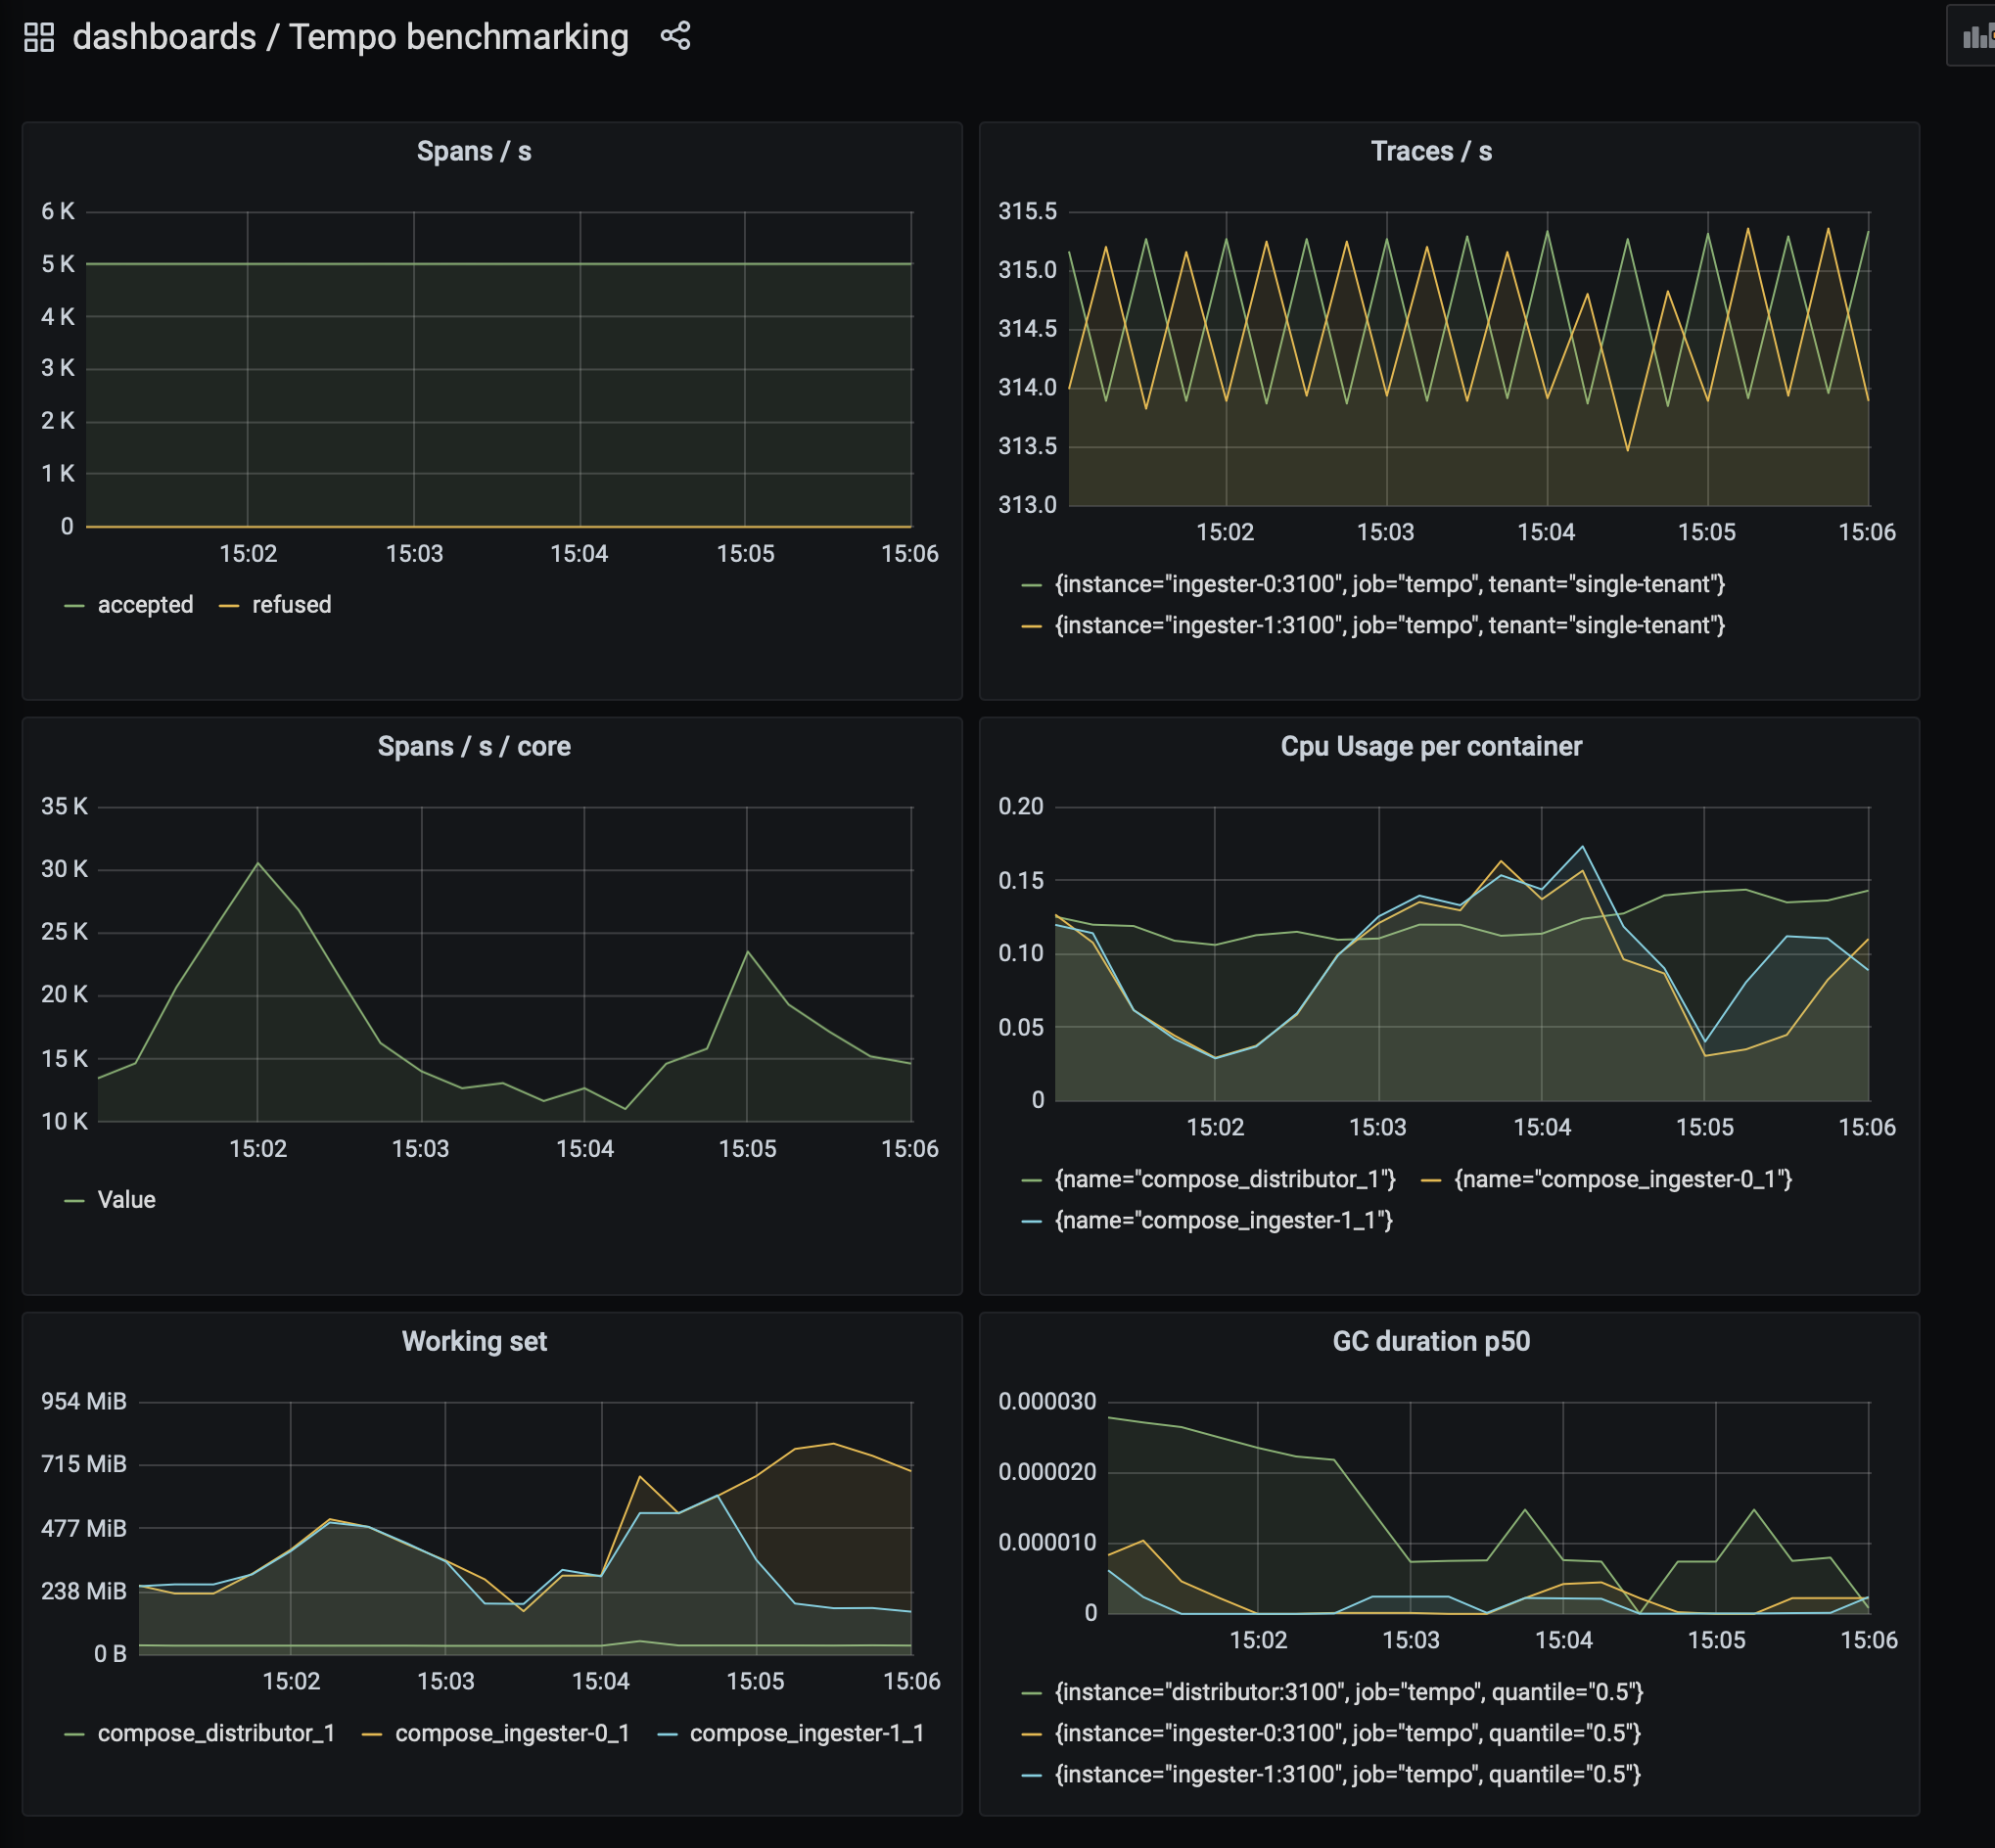 dashboards / Tempo benchmarking
Spans / s
6 K
5 K
4 K
3 K
2 K
1 K
0
15:02 15:03 15:04 15:05 15:06
accepted refused
Traces / s
315.5
315.0
314.5
314.0
313.5
313.0
15:02 15:03 15:04 15:05 15:06
{instance="ingester-0:3100", job="tempo", tenant="single-tenant"}
{instance="ingester-1:3100", job="tempo", tenant="single-tenant"}
Spans / s / core
35 K
30 K
25 K
20 K
15 K
10 K
15:02 15:03 15:04 15:05 15:06
Value
Cpu Usage per container
0.20
0.15
0.10
0.05
0
15:02 15:03 15:04 15:05 15:06
{name="compose_distributor_1"} {name="compose_ingester-0_1"}
{name="compose_ingester-1_1"}
Working set
954 MiB
715 MiB
477 MiB
238 MiB
0 B
15:02 15:03 15:04 15:05 15:06
compose_distributor_1 compose_ingester-0_1 compose_ingester-1_1
GC duration p50
0.000030
0.000020
0.000010
0
15:02 15:03 15:04 15:05 15:06
{instance="distributor:3100", job="tempo", quantile="0.5"}
{instance="ingester-0:3100", job="tempo", quantile="0.5"}
{instance="ingester-1:3100", job="tempo", quantile="0.5"}